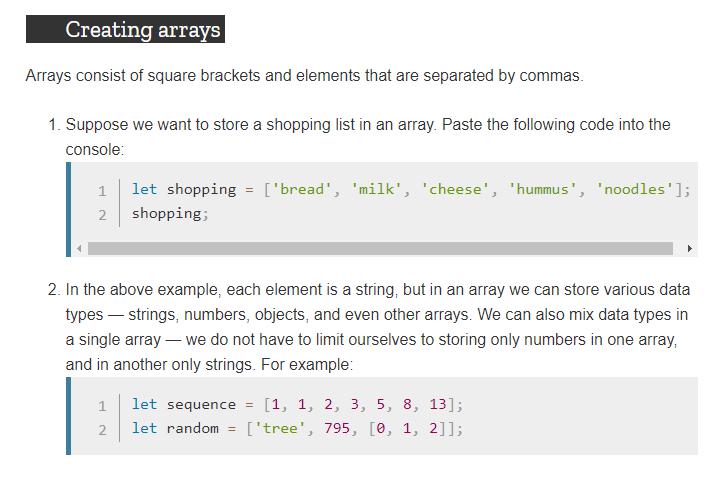 Creating arrays
Arrays consist of square brackets and elements that are separated by commas.
1. Suppose we want to store a shopping list in an array. Paste the following code into the
console:
1 let shopping = ['bread', 'milk', 'cheese', 'hummus', 'noodles'];
2 shopping;
2. In the above example, each element is a string, but in an array we can store various data
types — strings, numbers, objects, and even other arrays. We can also mix data types in
a single array — we do not have to limit ourselves to storing only numbers in one array,
and in another only strings. For example:
1 let sequence = [1, 1, 2, 3, 5, 8, 13];
2 let random = ['tree', 795, [0, 1, 2]];